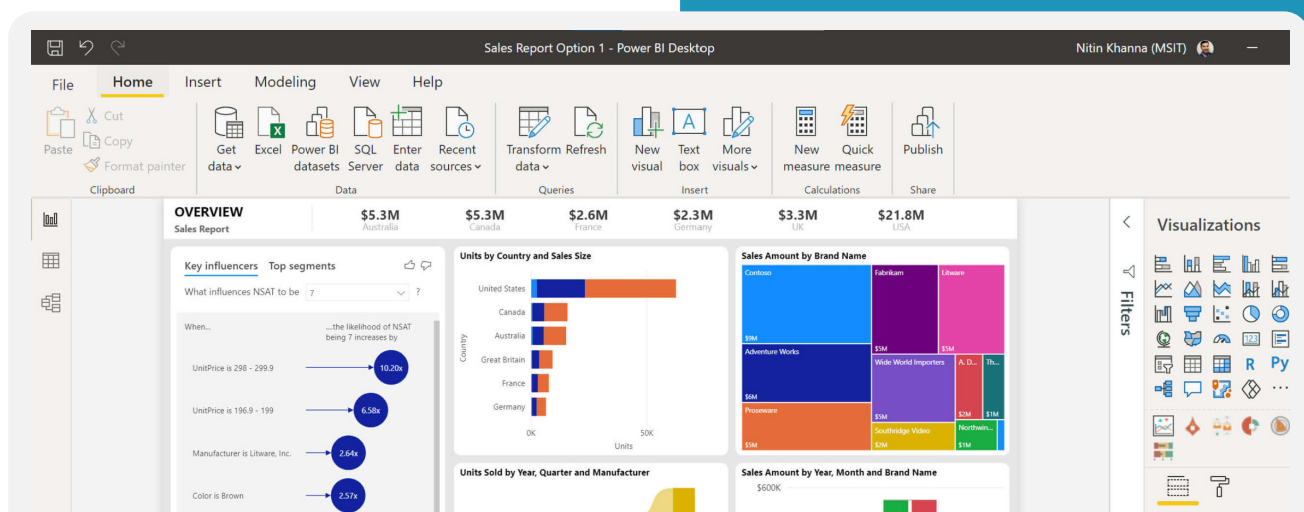 Sales Report Option 1 - Power BI Desktop
Nitin Khanna (MSIT)
File Home Insert Modeling View Help
Paste
Cut
Copy
Format painter
Clipboard
Get data
Excel
Power BI datasets
SQL Server
Enter data
Recent sources
Data
Transform data
Refresh
Queries
New visual
Text box
More visuals
Insert
New measure
Quick measure
Calculations
Publish
Share
OVERVIEW
Sales Report
$5.3M
Australia
$5.3M
Canada
$2.6M
France
$2.3M
Germany
$3.3M
UK
$21.8M
USA
Key influencers Top segments
What influences NSAT to be 7 ?
When...
...the likelihood of NSAT
being 7 increases by
UnitPrice is 298 - 299.9 10.20x
UnitPrice is 196.9 - 199 6.58x
Manufacturer is Litware, Inc. 2.64x
Color is Brown 2.57x
Units by Country and Sales Size
Country
United States
Canada
Australia
Great Britain
France
Germany
0K 50K
Units
Sales Amount by Brand Name
Contoso
$9M
Fabrikam
$5M
Litware
$5M
Adventure Works
$6M
Wide World Importers
$5M
A. D...
$2M
Th...
$1M
Proseware
$5M
Southridge Video
$2M
Northwin...
$1M
Units Sold by Year, Quarter and Manufacturer
Sales Amount by Year, Month and Brand Name
$600K
Filters
Visualizations
123
R Py